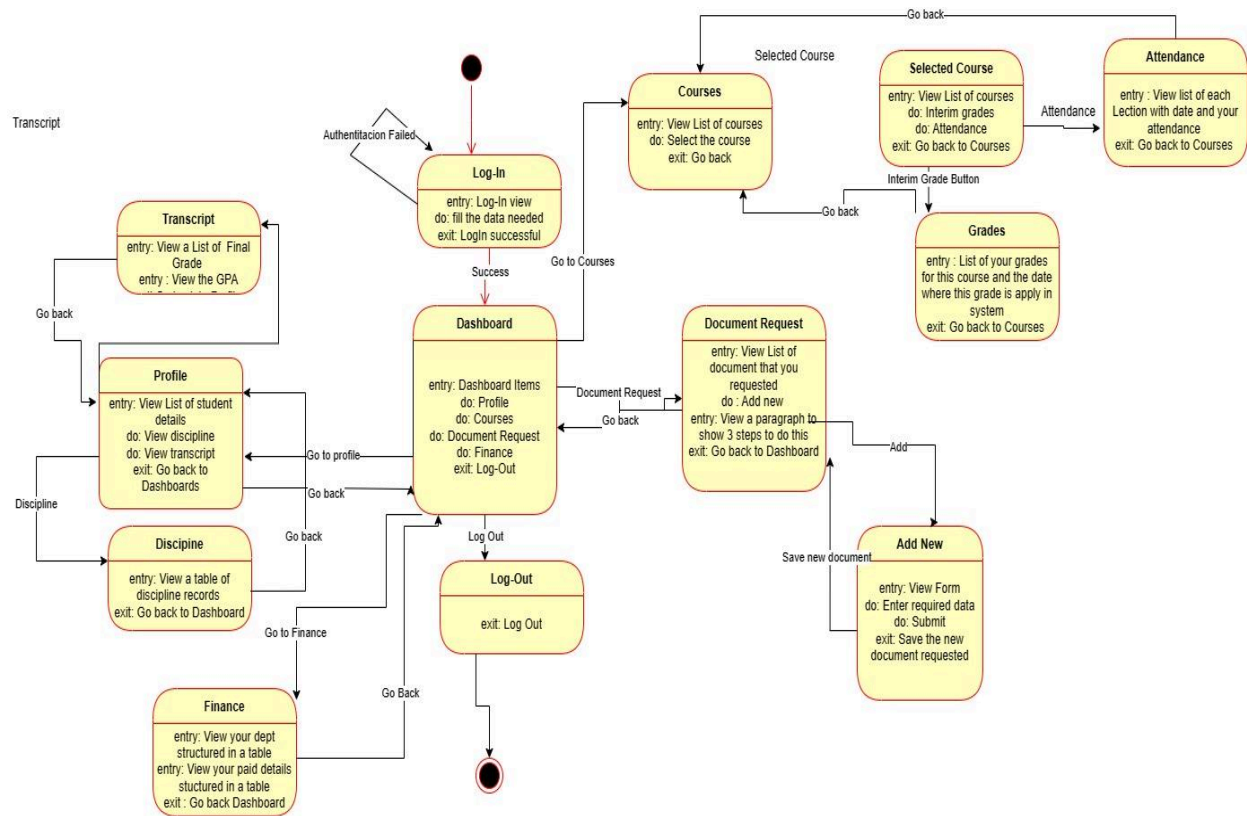 Go back
Selected Course
Attendance
entry : View list of each
Lection with date and your
attendance
exit: Go back to Courses
Selected Course
entry: View List of courses
do: Interim grades
do: Attendance
exit: Go back to Courses
Attendance
Courses
entry: View List of courses
do: Select the course
exit: Go back
Transcript
Authentitacion Failed
Log-In
entry: Log-In view
do: fill the data needed
exit: LogIn successful
Interim Grade Button
Go back
Grades
entry : List of your grades
for this course and the date
where this grade is apply in
system
exit: Go back to Courses
Transcript
entry: View a List of Final
Grade
entry : View the GPA
Go to Courses
Success
Go back
Dashboard
entry: Dashboard Items
do: Profile
do: Courses
do: Document Request
do: Finance
exit: Log-Out
Document Request
Go back
Document Request
entry: View List of
document that you
requested
do : Add new
entry: View a paragraph to
show 3 steps to do this
exit: Go back to Dashboard
Add
Profile
entry: View List of student
details
do: View discipline
do: View transcript
exit: Go back to
Dashboards
Go to profile
Go back
Discipline
Go back
Discipine
entry: View a table of
discipline records
exit: Go back to Dashboard
Log Out
Log-Out
exit: Log Out
Save new document
Add New
entry: View Form
do: Enter required data
do: Submit
exit: Save the new
document requested
Go to Finance
Go Back
Finance
entry: View your dept
structured in a table
entry: View your paid details
stuctured in a table
exit : Go back Dashboard